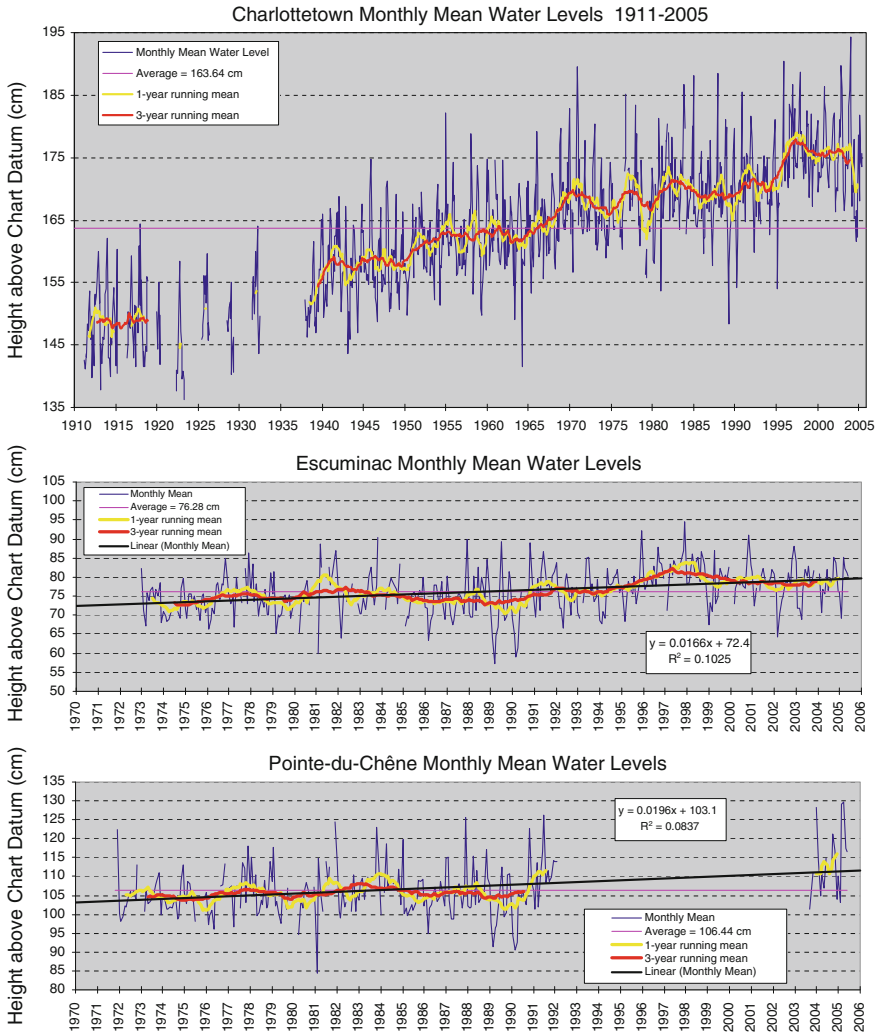 Charlottetown Monthly Mean Water Levels 1911-2005
Height above Chart Datum (cm)
195
185
175
165
155
145
135
Monthly Mean Water Level
Average = 163.64 cm
1-year running mean
3-year running mean
1910 1915 1920 1925 1930 1935 1940 1945 1950 1955 1960 1965 1970 1975 1980 1985 1990 1995 2000 2005
Escuminac Monthly Mean Water Levels
Height above Chart Datum (cm)
105
100
95
90
85
80
75
70
65
60
55
50
Monthly Mean
Average = 76.28 cm
1-year running mean
3-year running mean
Linear (Monthly Mean)
y = 0.0166x + 72.4
R² = 0.1025
1970 1971 1972 1973 1974 1975 1976 1977 1978 1979 1980 1981 1982 1983 1984 1985 1986 1987 1988 1989 1990 1991 1992 1993 1994 1995 1996 1997 1998 1999 2000 2001 2002 2003 2004 2005 2006
Pointe-du-Chêne Monthly Mean Water Levels
Height above Chart Datum (cm)
135
130
125
120
115
110
105
100
95
90
85
80
y = 0.0196x + 103.1
R² = 0.0837
Monthly Mean
Average = 106.44 cm
1-year running mean
3-year running mean
Linear (Monthly Mean)
1970 1971 1972 1973 1974 1975 1976 1977 1978 1979 1980 1981 1982 1983 1984 1985 1986 1987 1988 1989 1990 1991 1992 1993 1994 1995 1996 1997 1998 1999 2000 2001 2002 2003 2004 2005 2006